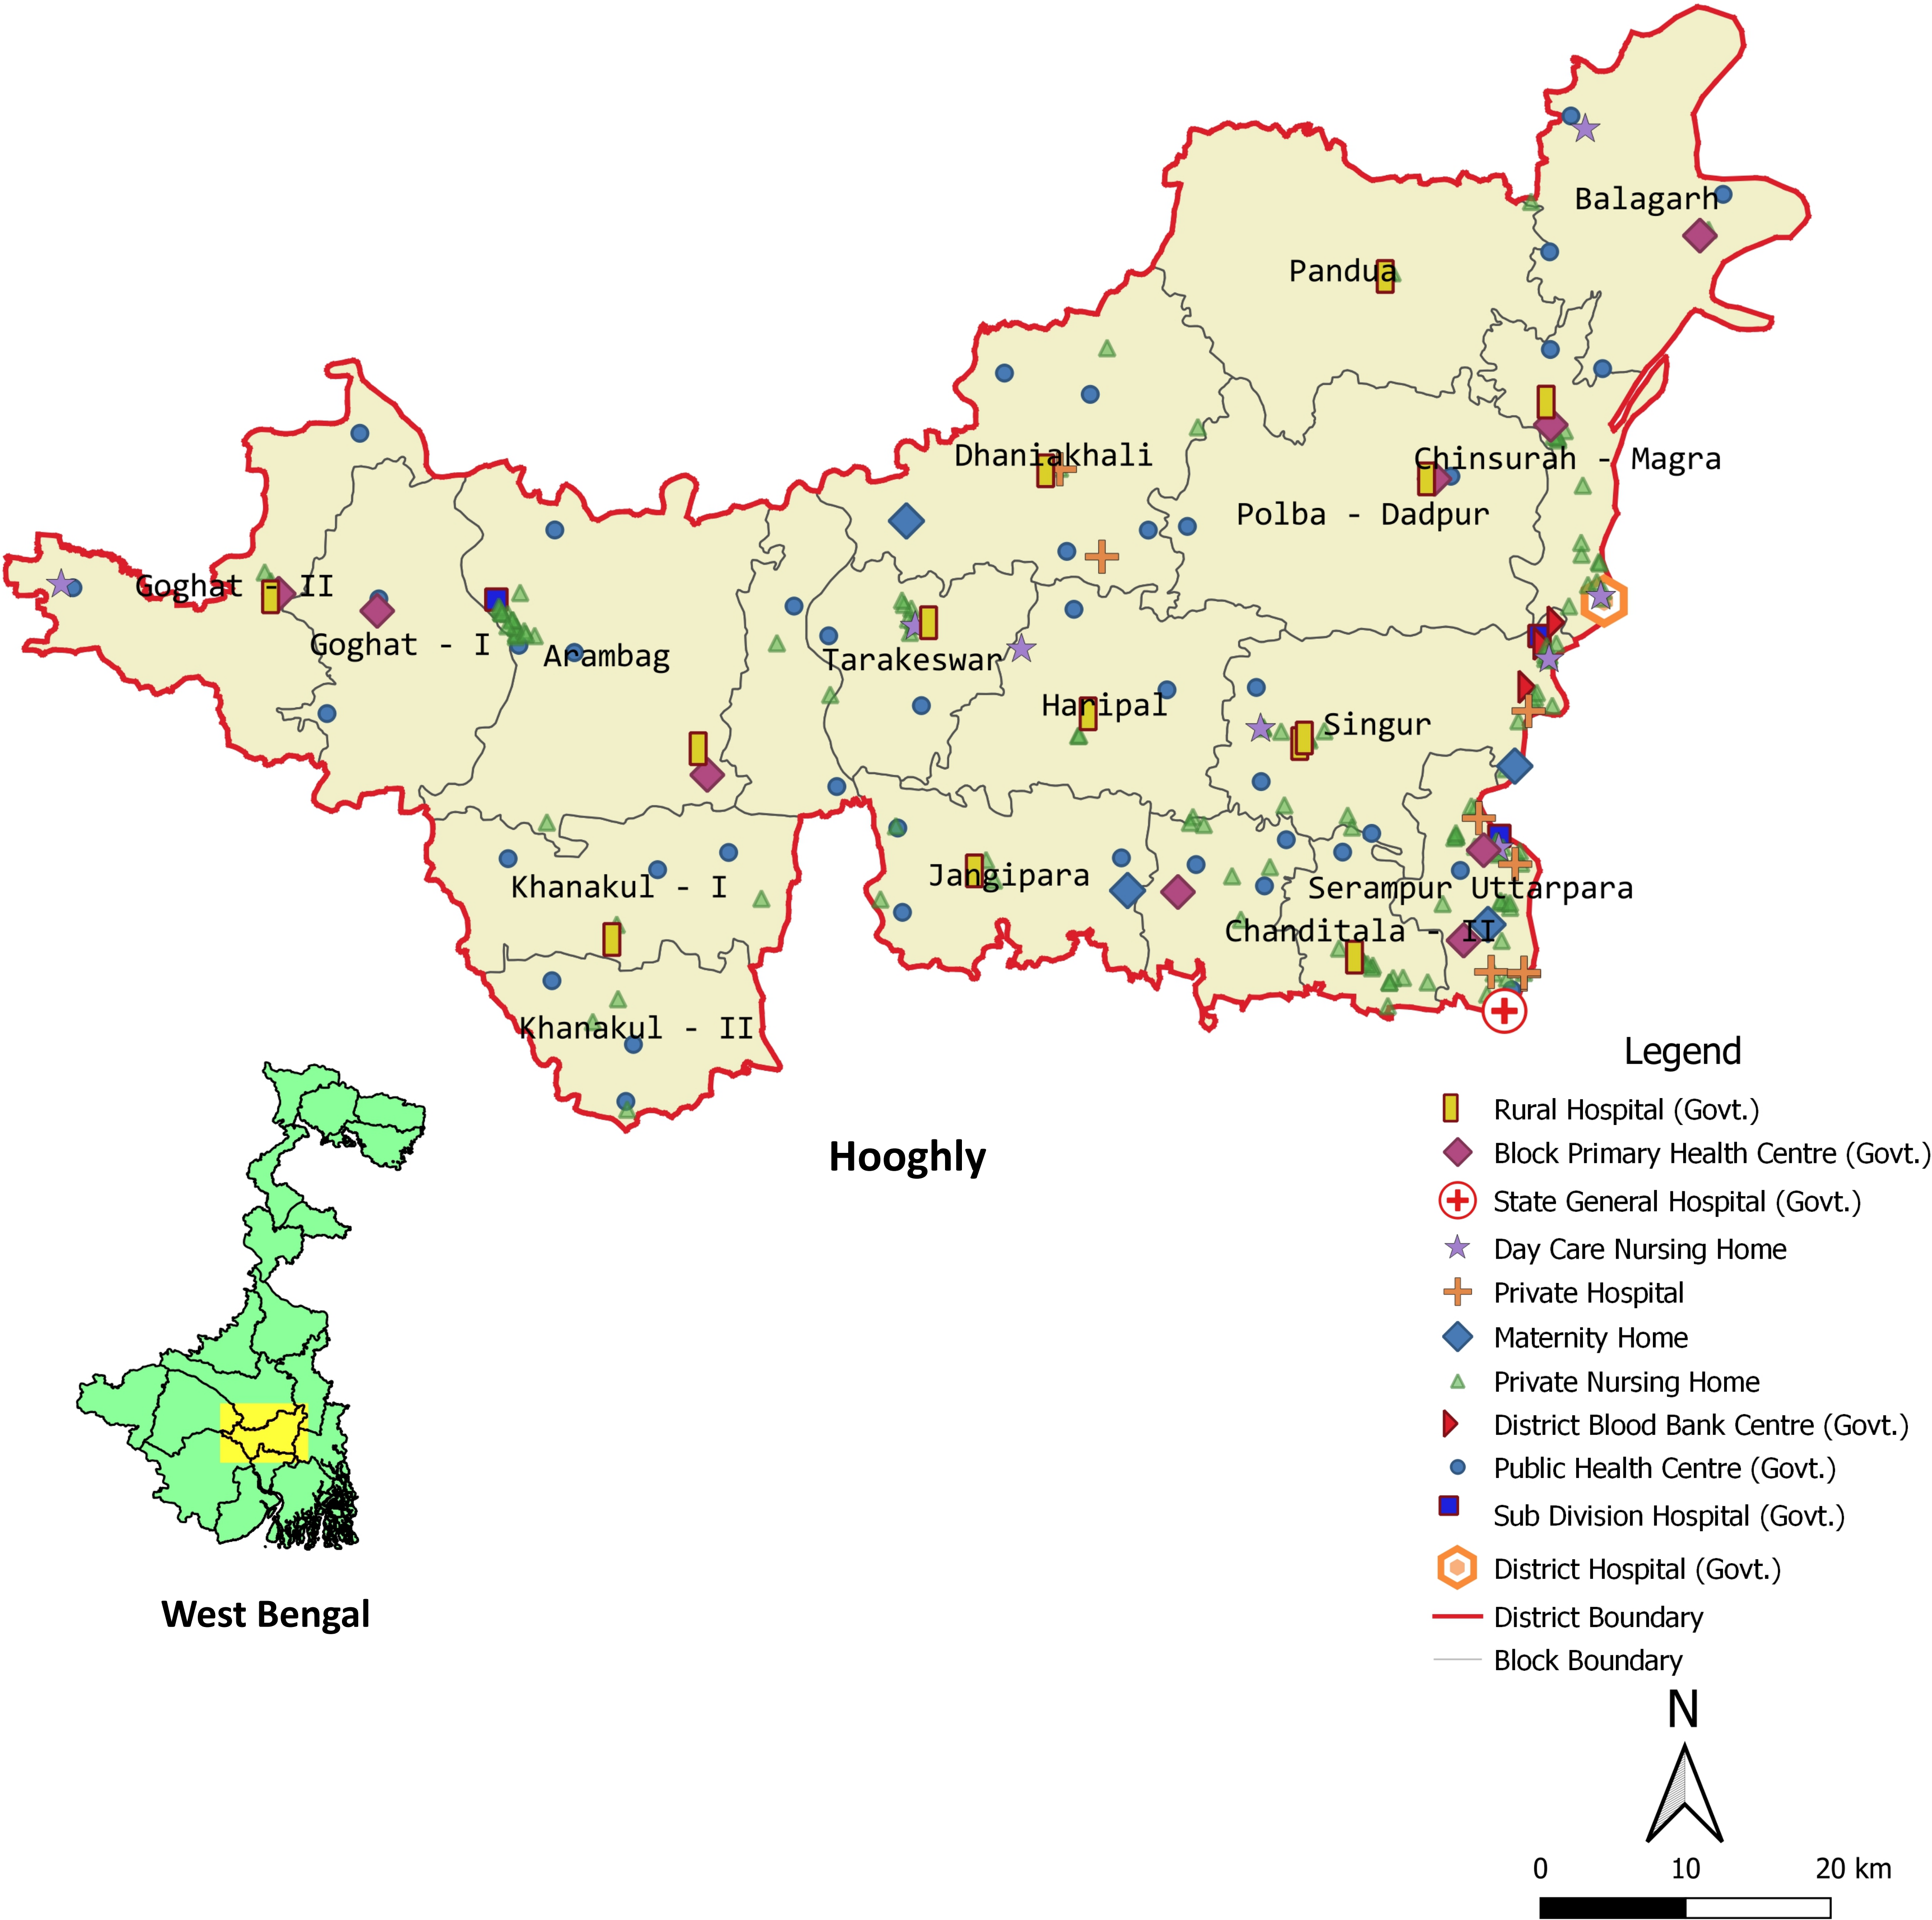 Balagarh
Pandua
Dhaniakhali
Chinsurah - Magra
Polba - Dadpur
Goghat - II
Goghat - I
Arambag
Tarakeswar
Haripal
Singur
Jangipara
Khanakul - I
Serampur Uttarpara
Chanditala - II
Khanakul - II
Hooghly
West Bengal
Legend
Rural Hospital (Govt.)
Block Primary Health Centre (Govt.)
State General Hospital (Govt.)
Day Care Nursing Home
Private Hospital
Maternity Home
Private Nursing Home
District Blood Bank Centre (Govt.)
Public Health Centre (Govt.)
Sub Division Hospital (Govt.)
District Hospital (Govt.)
District Boundary
Block Boundary
N
0 10 20 km